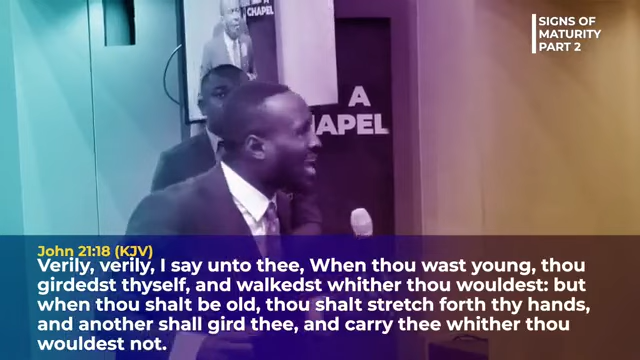 SIGNS OF
MATURITY
PART 2
A
CHAPEL
A
HAPEL
John 21:18 (KJV)
Verily, verily, I say unto thee, When thou wast young, thou
girdedst thyself, and walkedst whither thou wouldest: but
when thou shalt be old, thou shalt stretch forth thy hands,
and another shall gird thee, and carry thee whither thou
wouldest not.